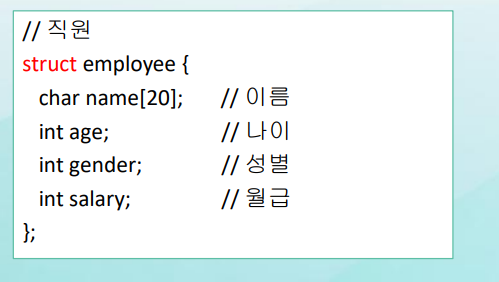 // 직원
struct employee {
char name[20]; // 이름
int age; // 나이
int gender; // 성별
int salary; // 월급
};